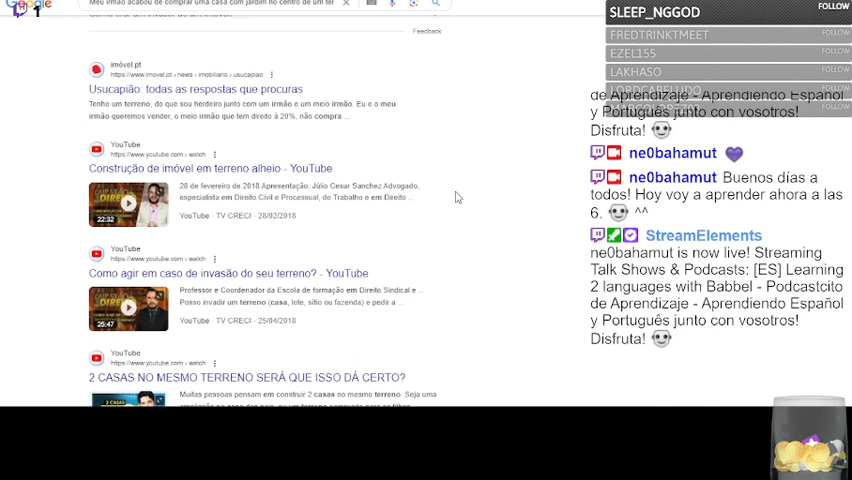 Google
1
Meu irmão acabou de comprar uma casa com jardim no centro de um ter
Feedback
imóvel.pt
https://www.imovel.pt › news › imobiliario › usucapiao
Usucapião: todas as respostas que procuras
Tenho um terreno, do que sou herdeiro junto com um irmão e um meio irmão. Eu e o meu
irmão queremos vender, o meio irmão que tem direito à 20%, não compra ...
YouTube
https://www.youtube.com › watch
Construção de imóvel em terreno alheio - YouTube
28 de fevereiro de 2018 Apresentação: Júlio Cesar Sanchez Advogado,
especialista em Direito Civil e Processual, do Trabalho e em Direito ...
22:32
YouTube · TV CRECI · 28/02/2018
YouTube
https://www.youtube.com › watch
Como agir em caso de invasão do seu terreno? - YouTube
Professor e Coordenador da Escola de formação em Direito Sindical e ...
Posso invadir um terreno (casa, lote, sítio ou fazenda) e pedir a ...
25:47
YouTube · TV CRECI · 25/04/2018
YouTube
https://www.youtube.com › watch
2 CASAS NO MESMO TERRENO SERÁ QUE ISSO DÁ CERTO?
Muitas pessoas pensam em construir 2 casas no mesmo terreno. Seja uma
2 CASAS
SLEEP_NGGOD FOLLOW
FREDTRINKTMEET FOLLOW
EZEL155 FOLLOW
LAKHASO FOLLOW
LORDCABELUDO FOLLOW
FOLLOW
de Aprendizaje - Aprendiendo Español
y Português junto con vosotros!
Disfruta!
ne0bahamut
ne0bahamut Buenos días a
todos! Hoy voy a aprender ahora a las
6. ^^
StreamElements
ne0bahamut is now live! Streaming
Talk Shows & Podcasts: [ES] Learning
2 languages with Babbel - Podcastcito
de Aprendizaje - Aprendiendo Español
y Português junto con vosotros!
Disfruta!